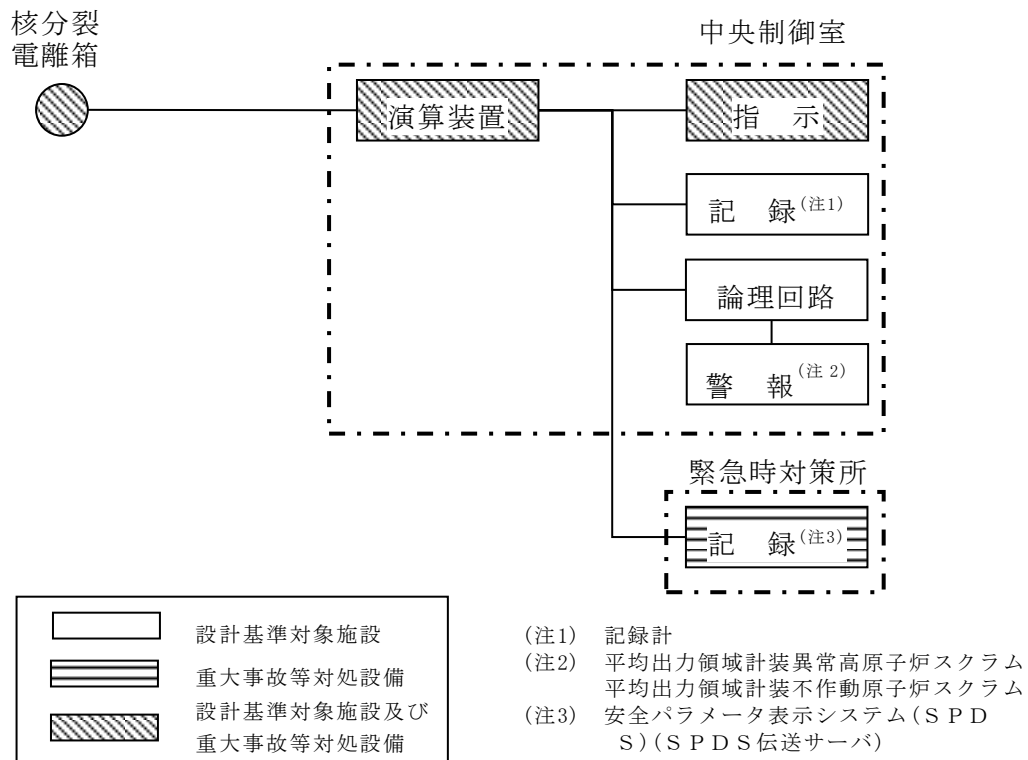 核分裂
電離箱
中央制御室
演算装置
指　示
記　録(注1)
論理回路
警　報(注 2)
緊急時対策所
記　録(注3)
設計基準対象施設
重大事故等対処設備
設計基準対象施設及び
重大事故等対処設備
(注1)　記録計
(注2)　平均出力領域計装異常高原子炉スクラム
平均出力領域計装不作動原子炉スクラム
(注3)　安全パラメータ表示システム(ＳＰＤ
Ｓ)(ＳＰＤＳ伝送サーバ)